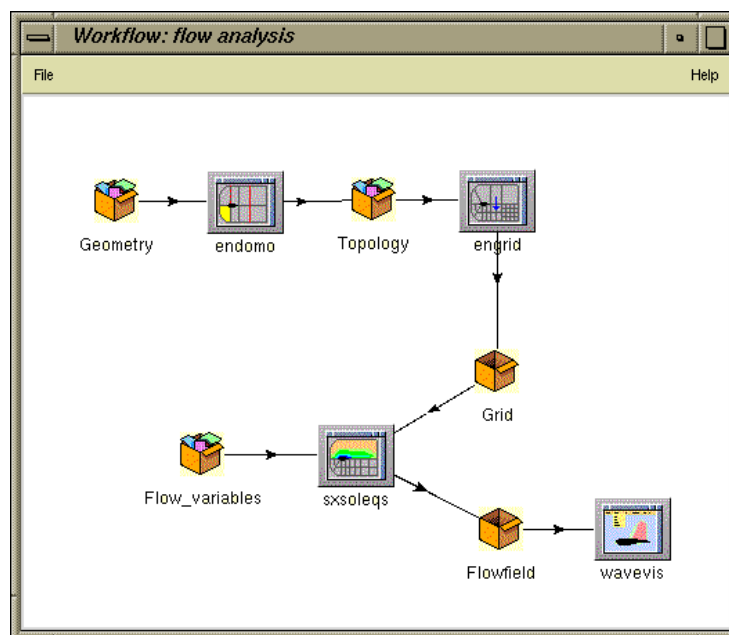 Workflow: flow analysis
File Help
Geometry endomo Topology engrid
Grid
Flow_variables sxsoleqs
Flowfield wavevis